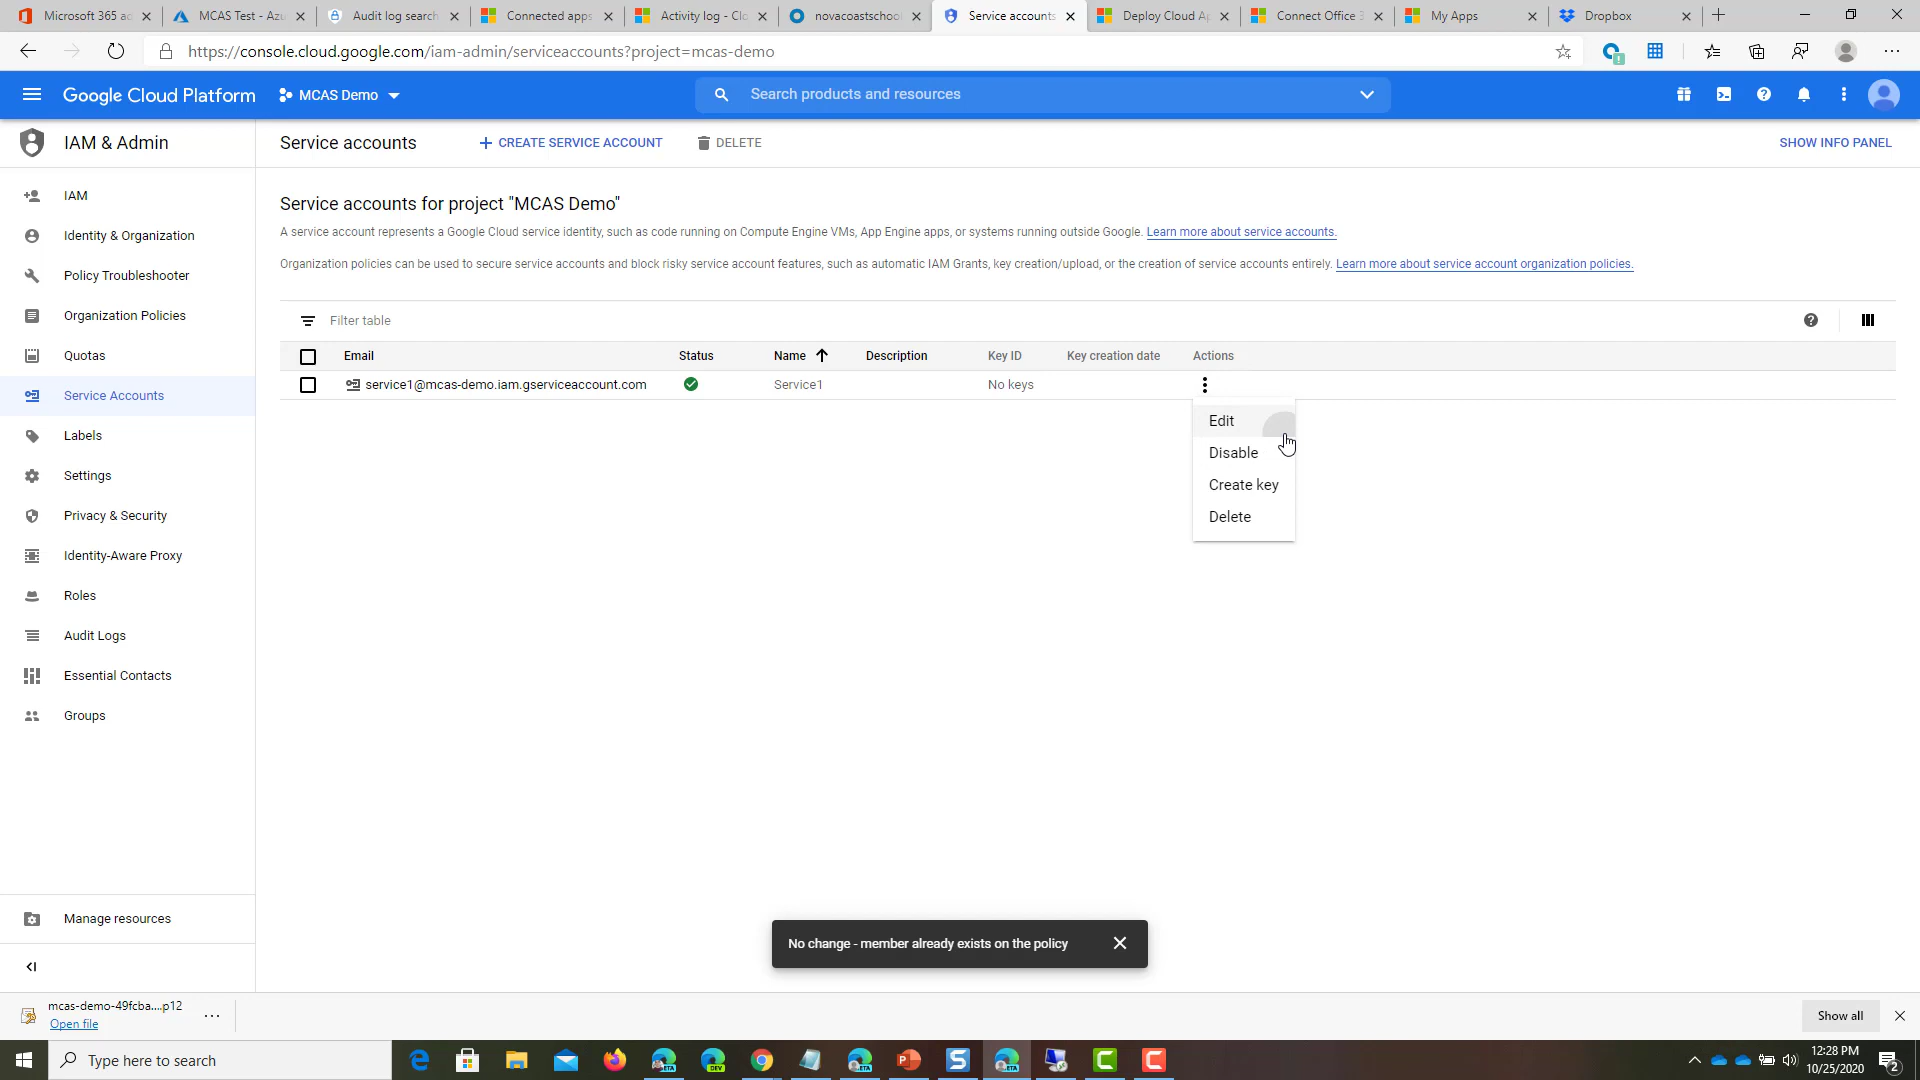 Microsoft 365 ac
MCAS Test - Azu
Audit log search
Connected apps
Activity log - Clo
novacoastschoo
Service accounts
Deploy Cloud Ap
Connect Office 3
My Apps
Dropbox
https://console.cloud.google.com/iam-admin/serviceaccounts?project=mcas-demo
Google Cloud Platform
MCAS Demo
Search products and resources
IAM & Admin
Service accounts
CREATE SERVICE ACCOUNT
DELETE
SHOW INFO PANEL
IAM
Identity & Organization
Policy Troubleshooter
Organization Policies
Quotas
Service Accounts
Labels
Settings
Privacy & Security
Identity-Aware Proxy
Roles
Audit Logs
Essential Contacts
Groups
Manage resources
Service accounts for project "MCAS Demo"
A service account represents a Google Cloud service identity, such as code running on Compute Engine VMs, App Engine apps, or systems running outside Google. Learn more about service accounts.
Organization policies can be used to secure service accounts and block risky service account features, such as automatic IAM Grants, key creation/upload, or the creation of service accounts entirely. Learn more about service account organization policies.
Filter table
Email Status Name Description Key ID Key creation date Actions
service1@mcas-demo.iam.gserviceaccount.com Service1 No keys
Edit
Disable
Create key
Delete
No change - member already exists on the policy
mcas-demo-49fcba....p12
Open file
Show all
Type here to search
12:28 PM
10/25/2020
2